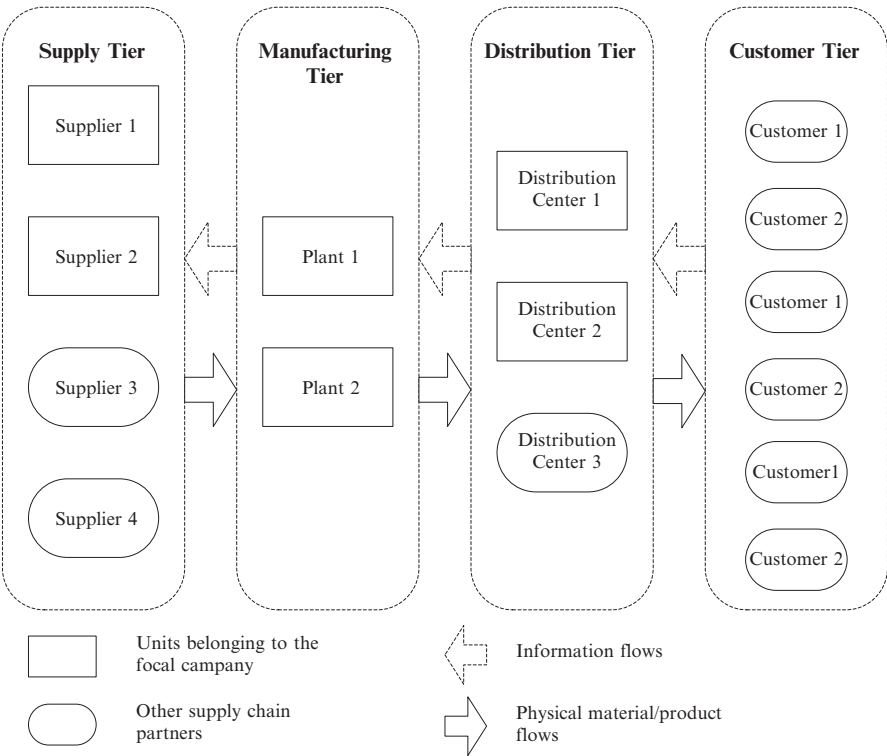 Supply Tier
Supplier 1
Supplier 2
Supplier 3
Supplier 4
Manufacturing
Tier
Plant 1
Plant 2
Distribution Tier
Distribution
Center 1
Distribution
Center 2
Distribution
Center 3
Customer Tier
Customer 1
Customer 2
Customer 1
Customer 2
Customer1
Customer 2
Units belonging to the
focal campany
Other supply chain
partners
Information flows
Physical material/product
flows